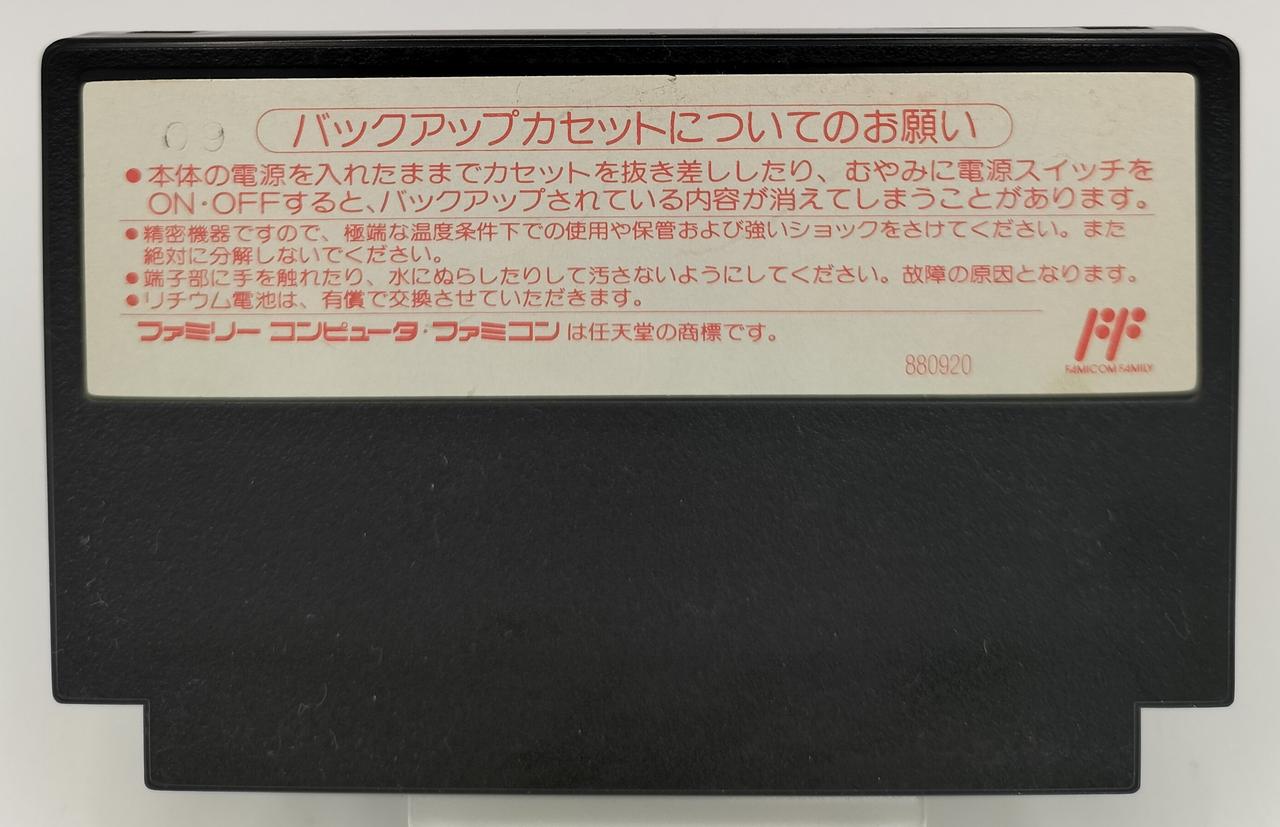 09
バックアップカセットについてのお願い
●本体の電源を入れたままでカセットを抜き差ししたり、むやみに電源スイッチを
ON・OFFすると、バックアップされている内容が消えてしまうことがあります。
●精密機器ですので、極端な温度条件下での使用や保管および強いショックをさけてください。また
絶対に分解しないでください。
●端子部に手を触れたり、水にぬらしたりして汚さないようにしてください。故障の原因となります。
●リチウム電池は、有償で交換させていただきます。
ファミリー コンピュータ・ファミコンは任天堂の商標です。
880920
FAMICOM FAMILY